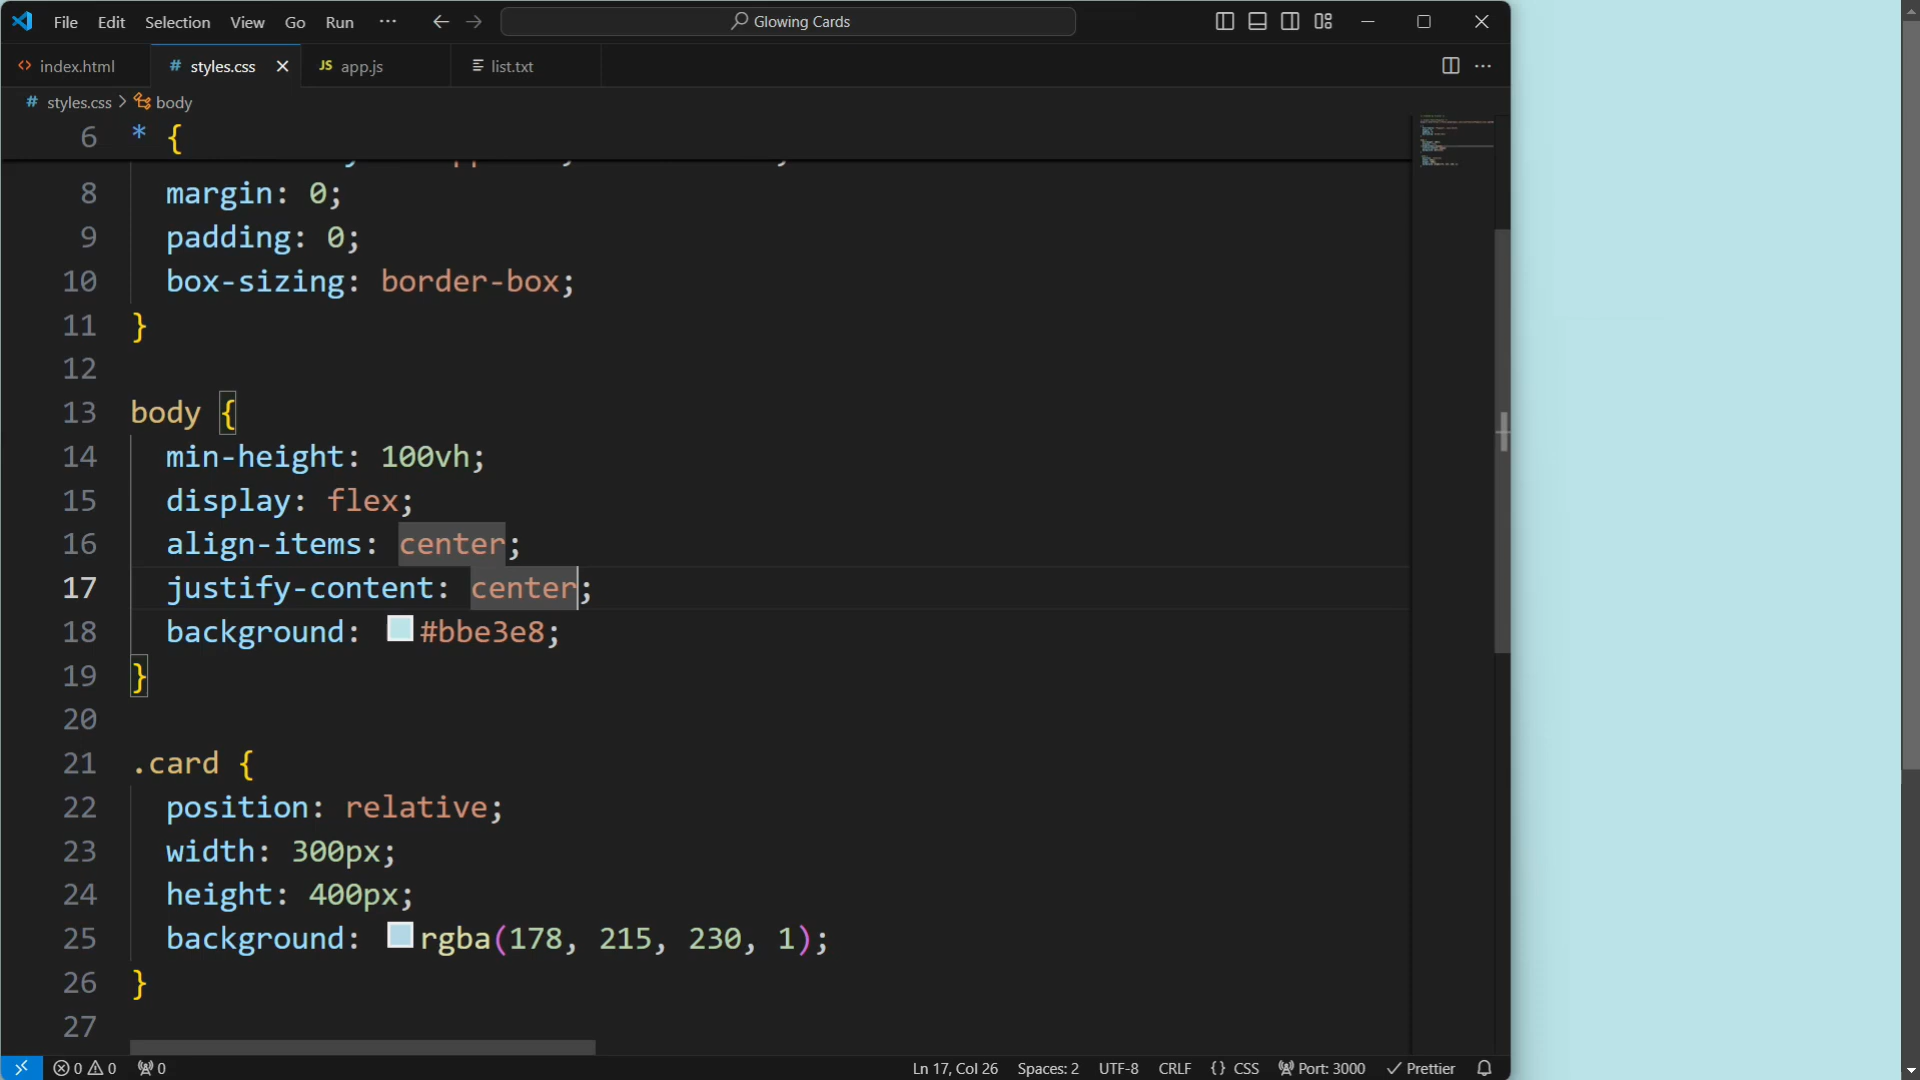 File Edit Selection View Go Run ··· Glowing Cards
index.html # styles.css JS app.js list.txt ···
# styles.css > body
6 * {
8 margin: 0;
9 padding: 0;
10 box-sizing: border-box;
11 }
12
13 body {
14 min-height: 100vh;
15 display: flex;
16 align-items: center;
17 justify-content: center;
18 background: #bbe3e8;
19 }
20
21 .card {
22 position: relative;
23 width: 300px;
24 height: 400px;
25 background: rgba(178, 215, 230, 1);
26 }
27
0 0 0 Ln 17, Col 26 Spaces: 2 UTF-8 CRLF {} CSS Port: 3000 Prettier